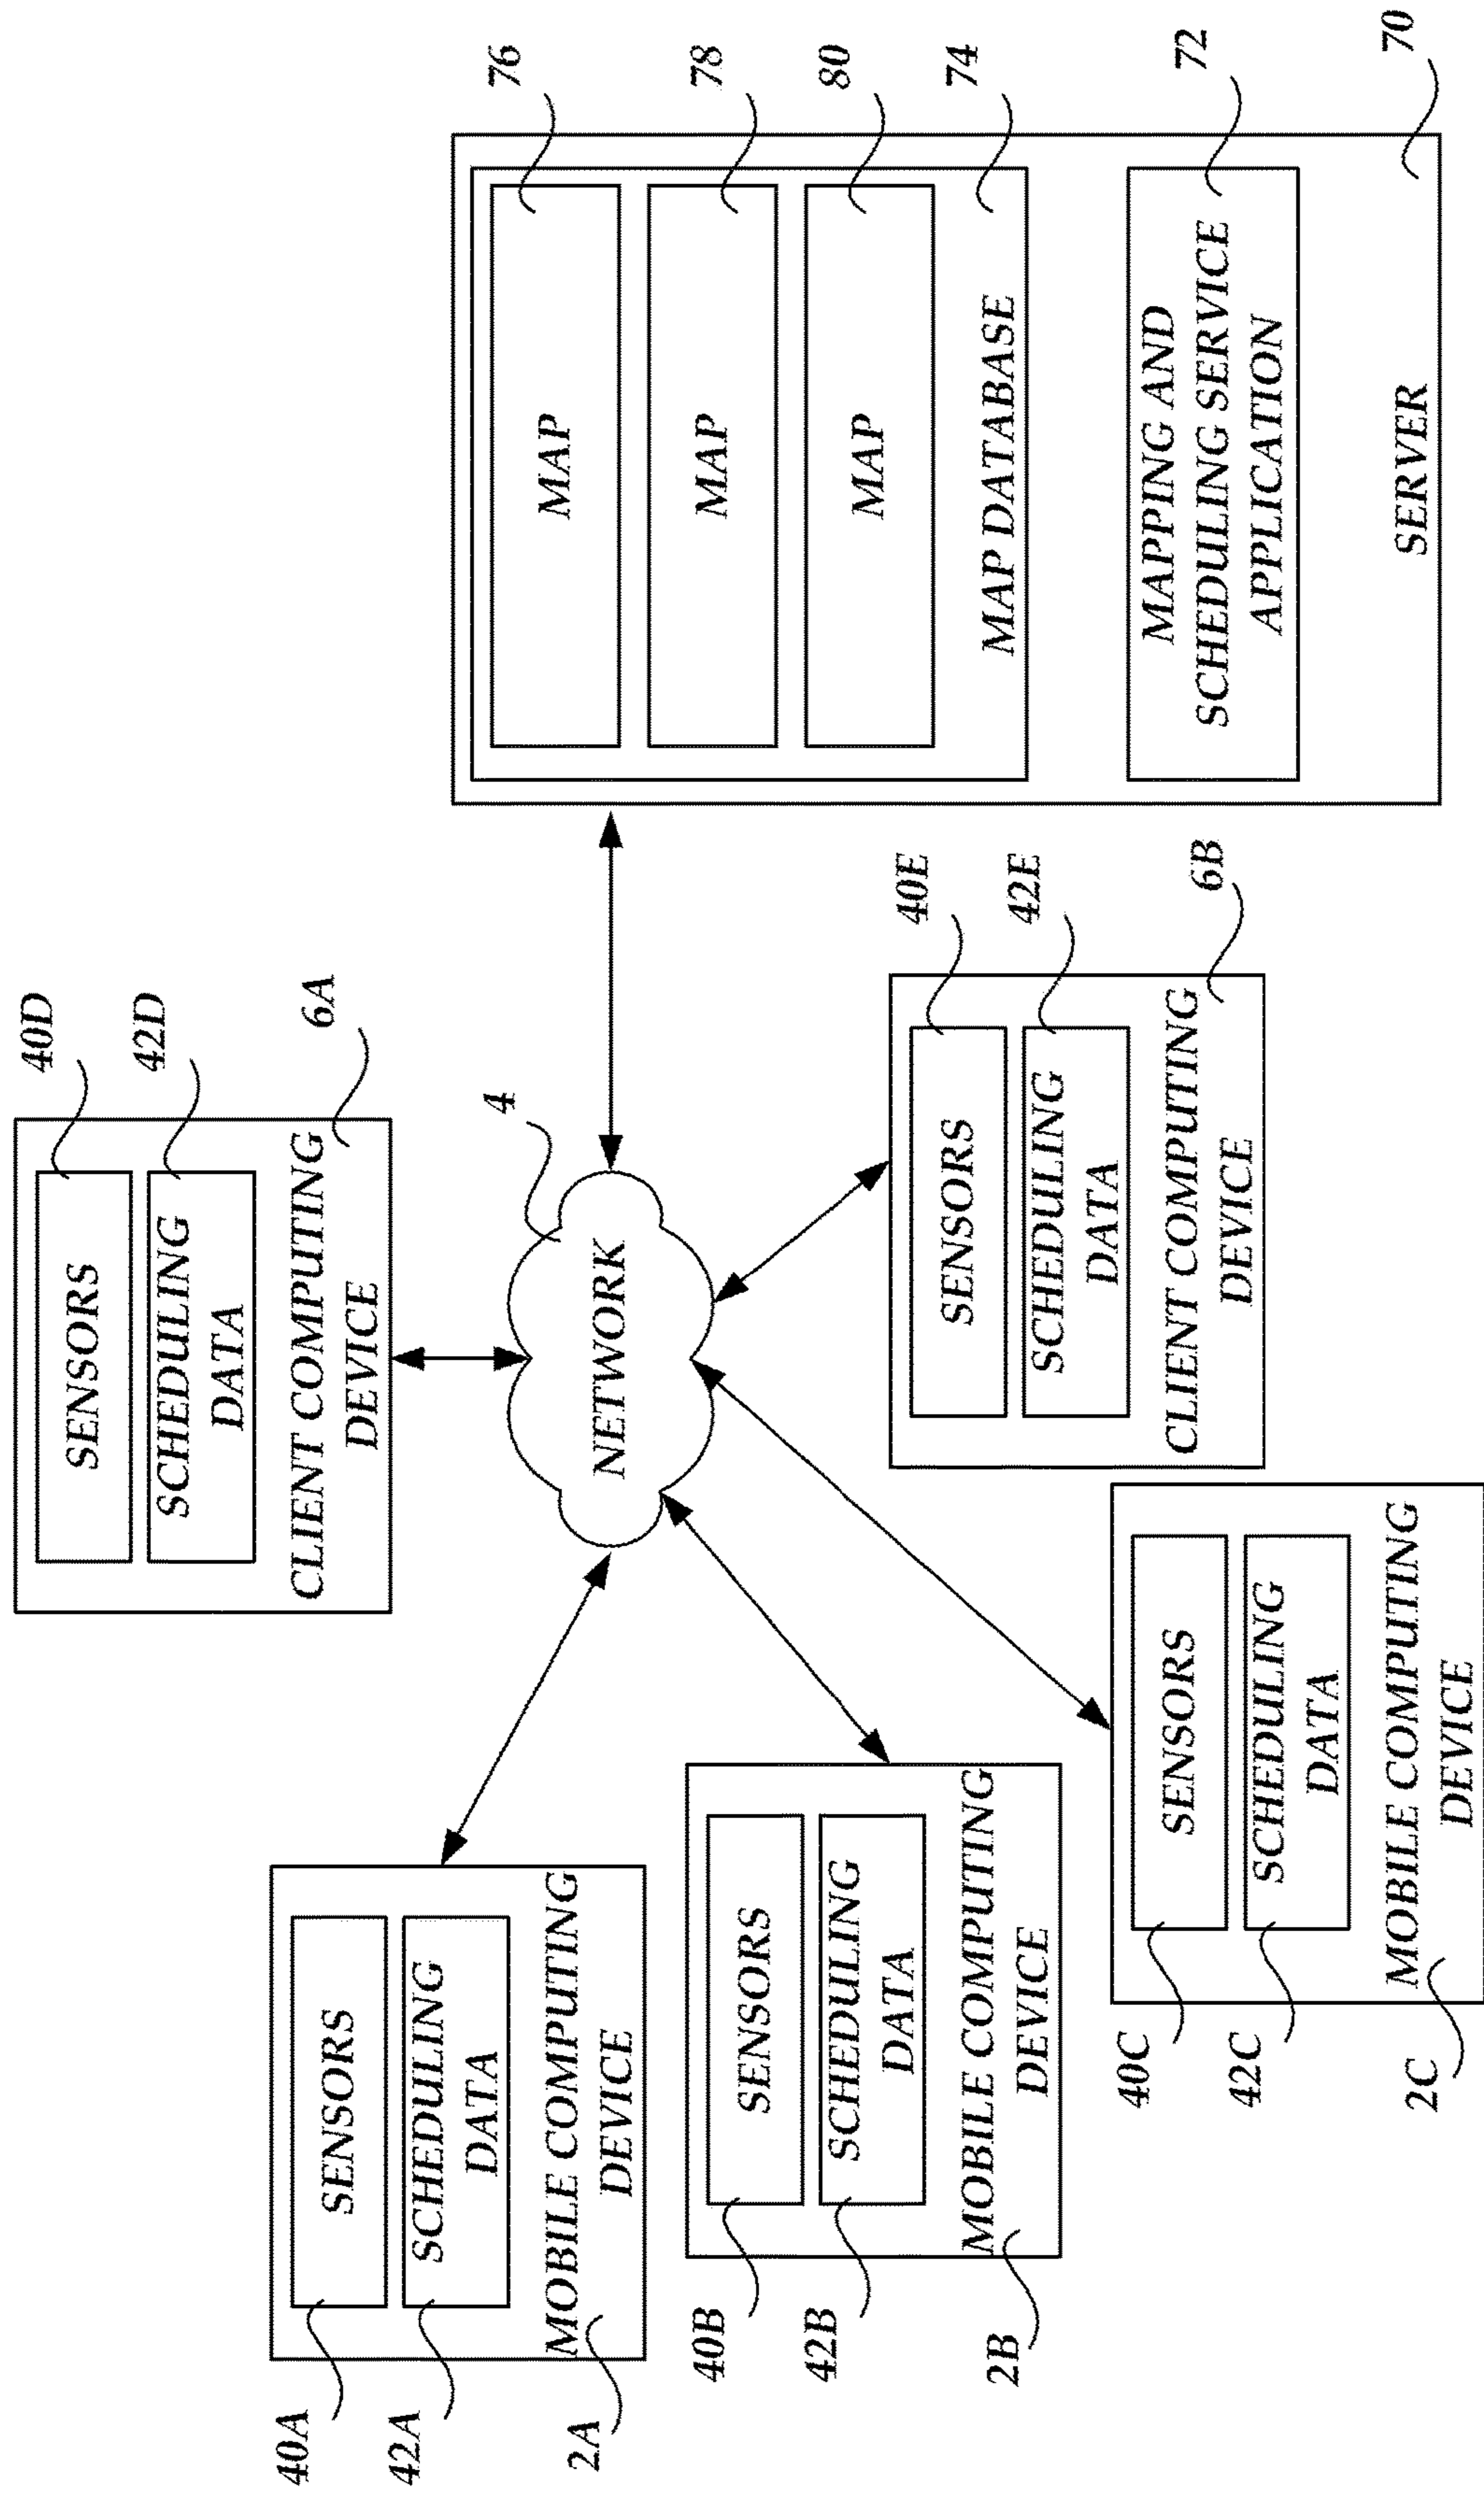 40D
SENSORS
42D
SCHEDULING
DATA
6A
CLIENT COMPUTING
DEVICE
40A
SENSORS
42A
SCHEDULING
DATA
2A
MOBILE COMPUTING
DEVICE
4
NETWORK
76
MAP
78
MAP
80
MAP
74
MAP DATABASE
72
MAPPING AND
SCHEDULING SERVICE
APPLICATION
70
SERVER
40B
SENSORS
42B
SCHEDULING
DATA
2B
MOBILE COMPUTING
DEVICE
40E
SENSORS
42E
SCHEDULING
DATA
6B
CLIENT COMPUTING
DEVICE
40C
SENSORS
42C
SCHEDULING
DATA
2C
MOBILE COMPUTING
DEVICE